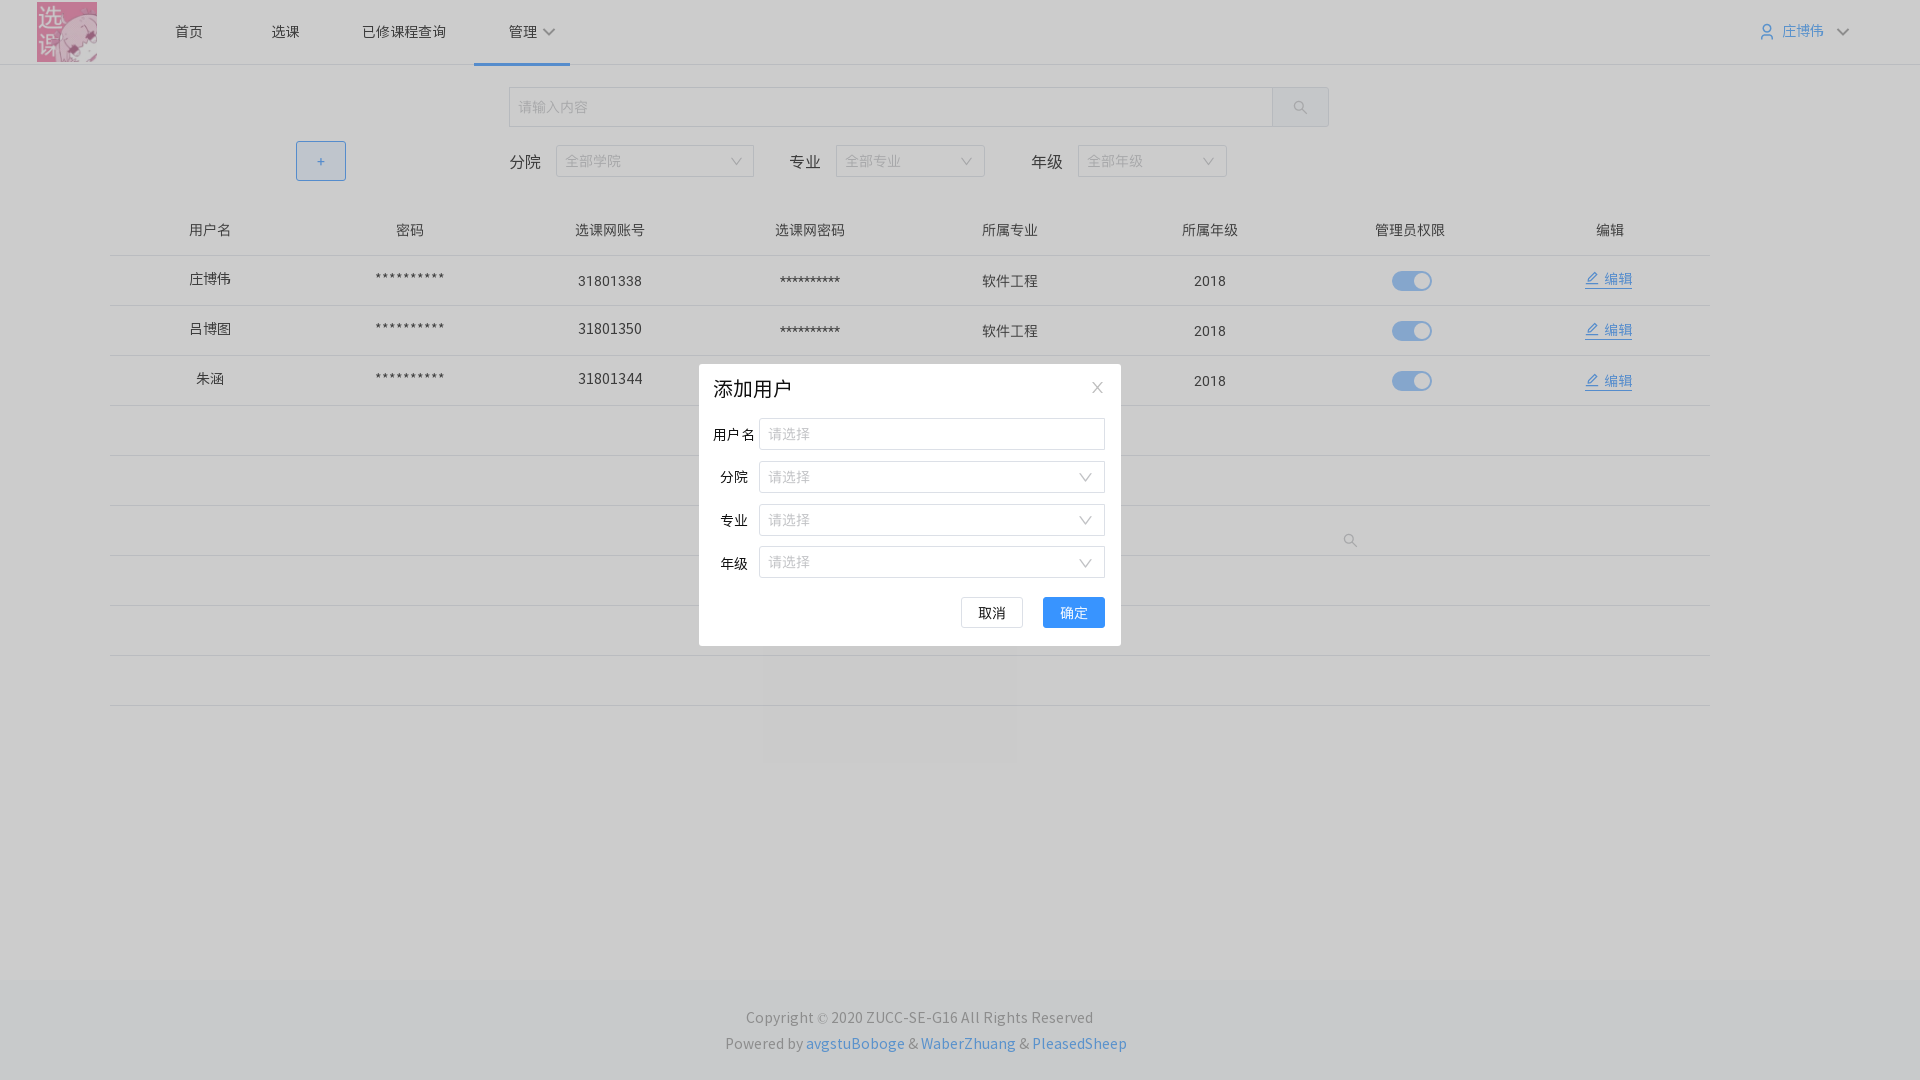 选课
首页 选课 已修课程查询 管理 庄博伟
请输入内容
+ 分院 全部学院 专业 全部专业 年级 全部年级
用户名 密码 选课网账号 选课网密码 所属专业 所属年级 管理员权限 编辑
庄博伟 ********** 31801338 ********** 软件工程 2018 编辑
吕博图 ********** 31801350 ********** 软件工程 2018 编辑
朱涵 ********** 31801344 2018 编辑
添加用户
用户名 请选择
分院 请选择
专业 请选择
年级 请选择
取消 确定
Copyright © 2020 ZUCC-SE-G16 All Rights Reserved
Powered by avgstuBoboge & WaberZhuang & PleasedSheep